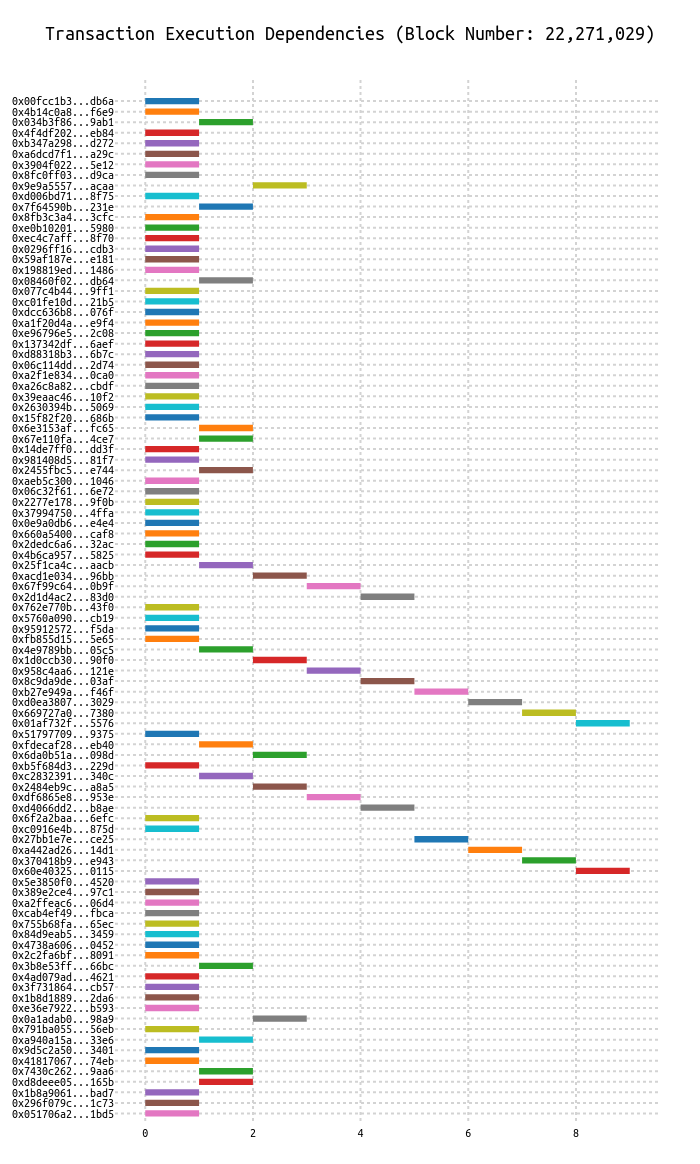 Transaction Execution Dependencies (Block Number: 22,271,029)
0x00fcc1b3...db6a
0x4b14c0a8...f6e9
0x034b3f86...9ab1
0x4f4df202...eb84
0xb347a298...d272
0xa6dcd7f1...a29c
0x3904f022...5e12
0x8fc0ff03...d9ca
0x9e9a5557...acaa
0xd006bd71...8f75
0x7f64590b...231e
0x8fb3c3a4...3cfc
0xe0b10201...5980
0xec4c7aff...8f70
0x0296ff16...cdb3
0x59af187e...e181
0x198819ed...1486
0x08460f02...db64
0x077c4b44...9ff1
0xc01fe10d...21b5
0xdcc636b8...076f
0xa1f20d4a...e9f4
0xe96796e5...2c08
0x137342df...6aef
0xd88318b3...6b7c
0x06c114dd...2d74
0xa2f1e834...0ca0
0xa26c8a82...cbdf
0x39eaac46...10f2
0x2630394b...5069
0x15f82f20...686b
0x6e3153af...fc65
0x67e110fa...4ce7
0x14de7ff0...dd3f
0x981408d5...81f7
0x2455fbc5...e744
0xaeb5c300...1046
0x06c32f61...6e72
0x2277e178...9f0b
0x37994750...4ffa
0x0e9a0db6...e4e4
0x660a5400...caf8
0x2dedc6a6...32ac
0x4b6ca957...5825
0x25f1ca4c...aacb
0xacd1e034...96bb
0x67f99c64...0b9f
0x2d1d4ac2...83d0
0x762e770b...43f0
0x5760a090...cb19
0x95912572...f5da
0xfb855d15...5e65
0x4e9789bb...05c5
0x1d0ccb30...90f0
0x958c4aa6...121e
0x8c9da9de...03af
0xb27e949a...f46f
0xd0ea3807...3029
0x669727a0...7380
0x01af732f...5576
0x51797709...9375
0xfdecaf28...eb40
0x6da0b51a...098d
0xb5f684d3...229d
0xc2832391...340c
0x2484eb9c...a8a5
0xdf6865e8...953e
0xd4066dd2...b8ae
0x6f2a2baa...6efc
0xc0916e4b...875d
0x27bb1e7e...ce25
0xa442ad26...14d1
0x370418b9...e943
0x60e40325...0115
0x5e3850f0...4520
0x389e2ce4...97c1
0xa2ffeac6...06d4
0xcab4ef49...fbca
0x755b68fa...65ec
0x84d9eab5...3459
0x4738a606...0452
0x2c2fa6bf...8091
0x3b8e53ff...66bc
0x4ad079ad...4621
0x3f731864...cb57
0x1b8d1889...2da6
0xe36e7922...b593
0x0a1adab0...98a9
0x791ba055...56eb
0xa940a15a...33e6
0x9d5c2a50...3401
0x41817067...74eb
0x7430c262...9aa6
0xd8deee05...165b
0x1b8a9061...bad7
0x296f079c...1c73
0x051706a2...1bd5
0 2 4 6 8